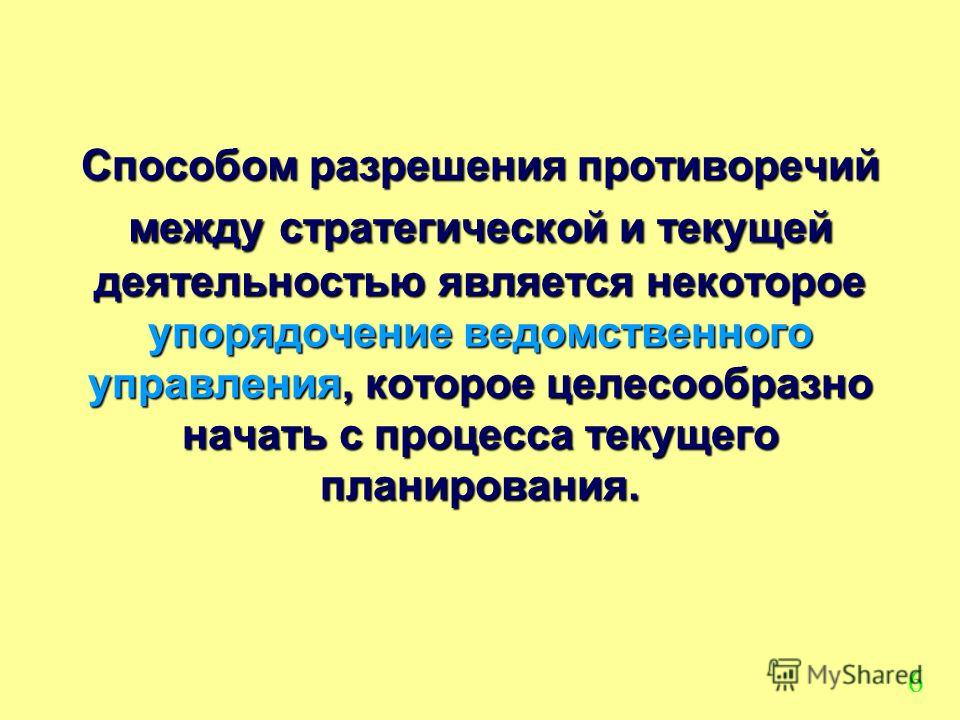 Способом разрешения противоречий
между стратегической и текущей
деятельностью является некоторое
упорядочение ведомственного
управления, которое целесообразно
начать с процесса текущего
планирования.
MyShared
6